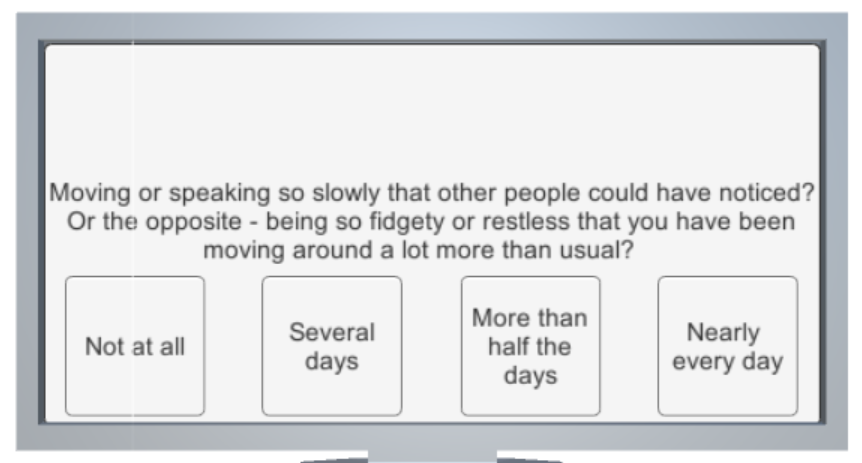 Moving or speaking so slowly that other people could have noticed?
Or the opposite - being so fidgety or restless that you have been
moving around a lot more than usual?
Not at all
Several
days
More than
half the
days
Nearly
every day